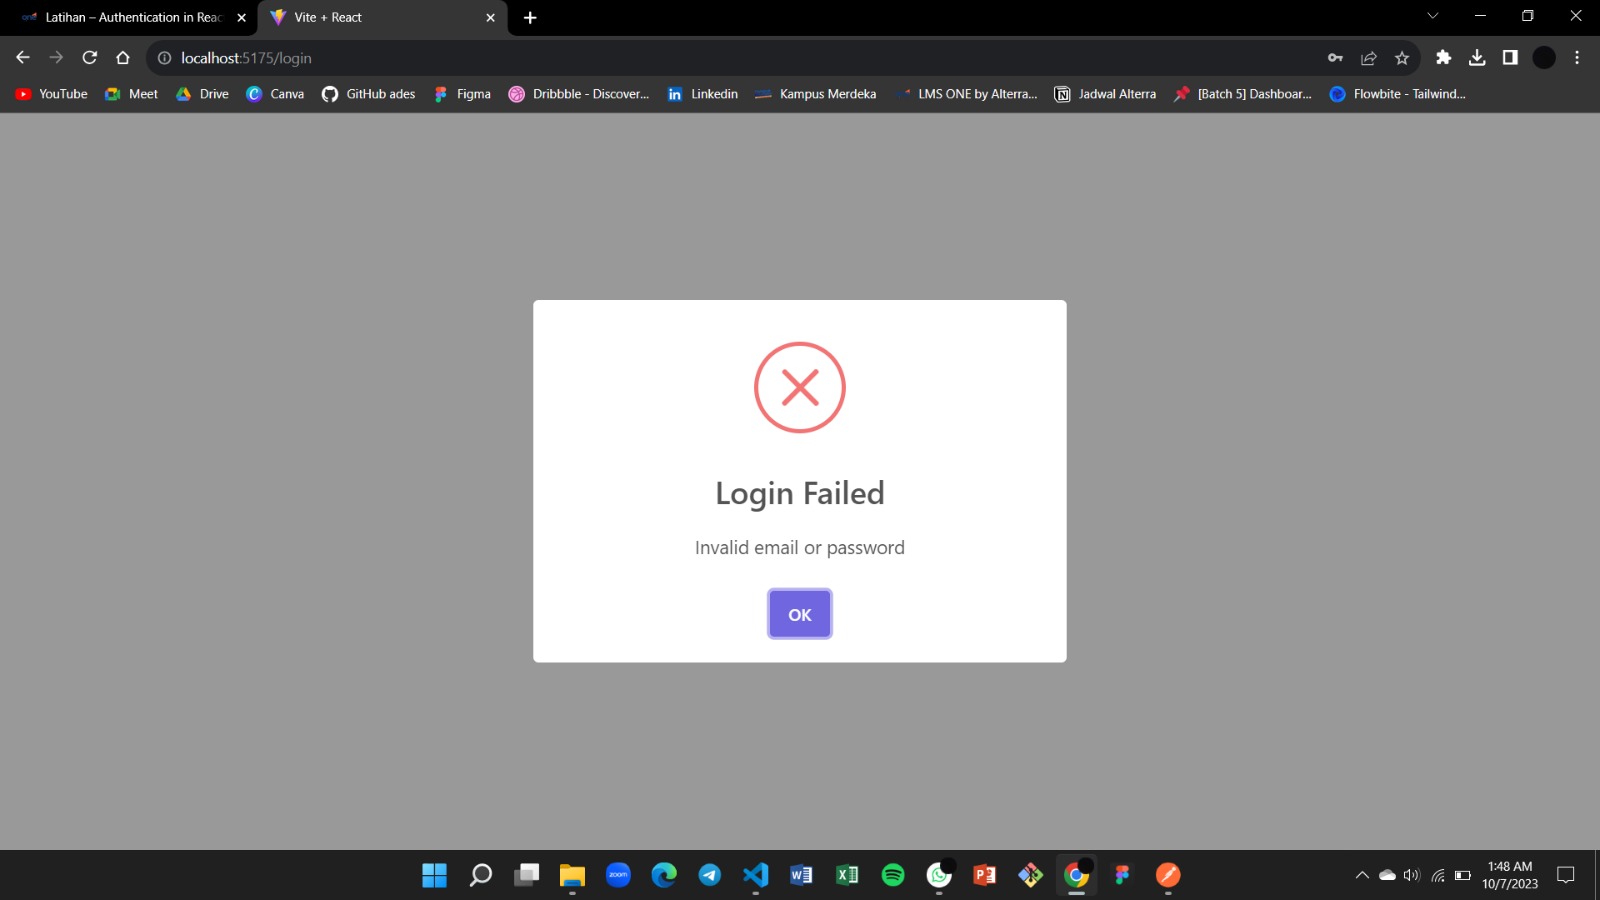 Latihan – Authentication in Reac
Vite + React
localhost:5175/login
YouTube
Meet
Drive
Canva
GitHub ades
Figma
Dribbble - Discover...
Linkedin
Kampus Merdeka
LMS ONE by Alterra...
Jadwal Alterra
[Batch 5] Dashboar...
Flowbite - Tailwind...
Login Failed
Invalid email or password
OK
zoom
1:48 AM
10/7/2023